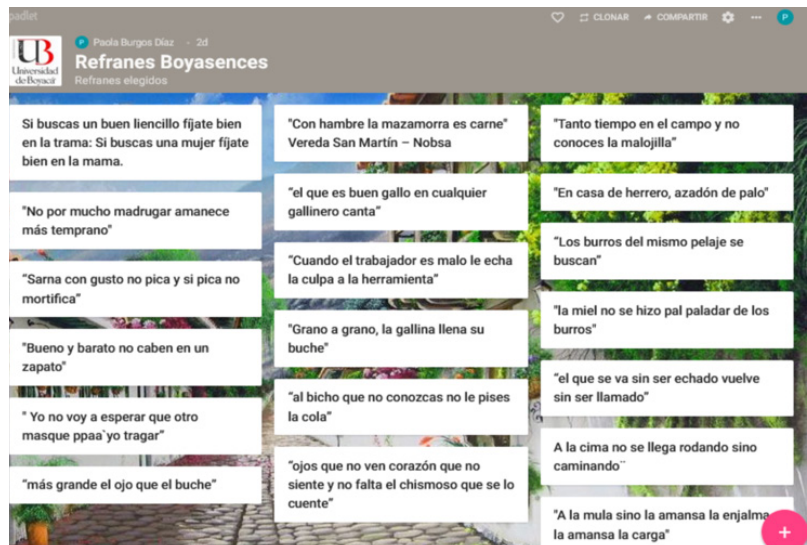 padlet
CLONAR
COMPARTIR
P
UB
Universidad
de Boyacá
P Paola Burgos Díaz - 2d
Refranes Boyasences
Refranes elegidos
Si buscas un buen liencillo fíjate bien
en la trama: Si buscas una mujer fíjate
bien en la mama.
"No por mucho madrugar amanece
más temprano"
“Sarna con gusto no pica y si pica no
mortifica”
"Bueno y barato no caben en un
zapato"
" Yo no voy a esperar que otro
masque ppaa`yo tragar”
“más grande el ojo que el buche”
"Con hambre la mazamorra es carne"
Vereda San Martín – Nobsa
“el que es buen gallo en cualquier
gallinero canta”
“Cuando el trabajador es malo le echa
la culpa a la herramienta”
"Grano a grano, la gallina llena su
buche"
“al bicho que no conozcas no le pises
la cola”
“ojos que no ven corazón que no
siente y no falta el chismoso que se lo
cuente”
"Tanto tiempo en el campo y no
conoces la malojilla”
"En casa de herrero, azadón de palo"
“Los burros del mismo pelaje se
buscan”
"la miel no se hizo pal paladar de los
burros"
“el que se va sin ser echado vuelve
sin ser llamado”
A la cima no se llega rodando sino
caminando¨
"A la mula sino la amansa la enjalma
la amansa la carga"